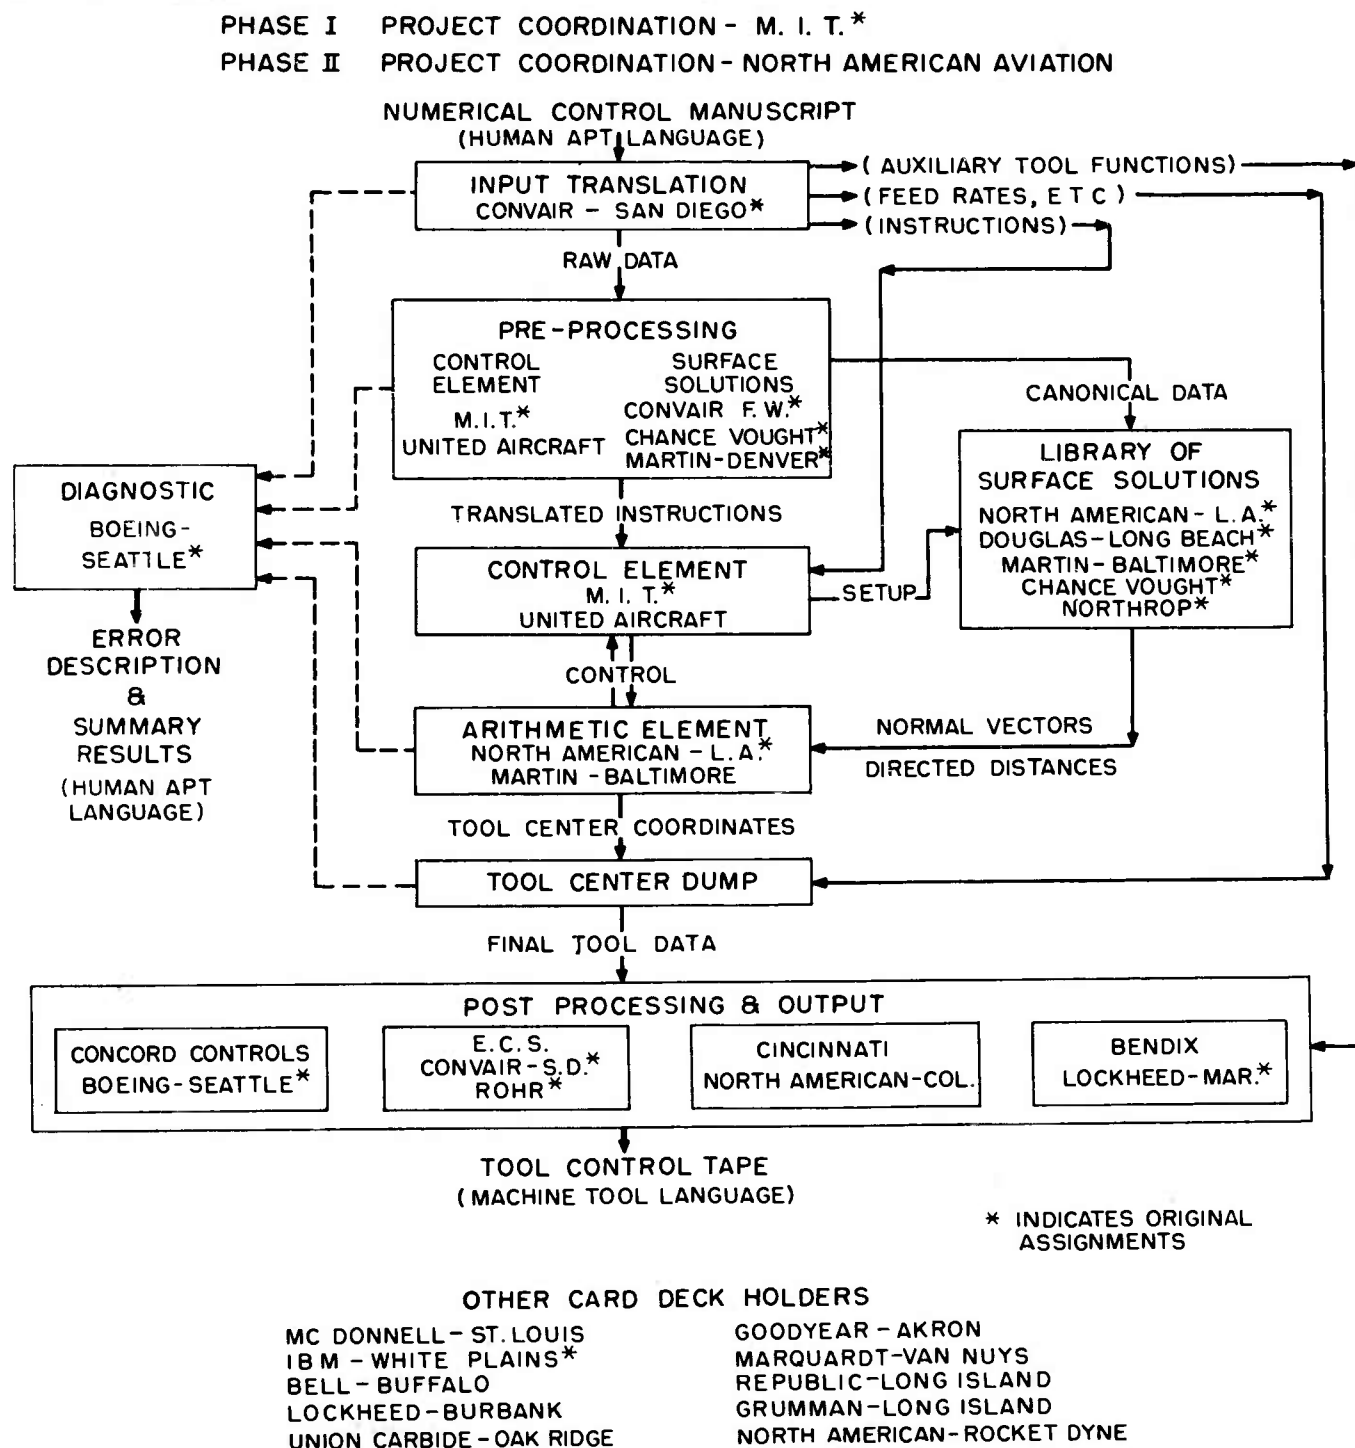 PHASE I PROJECT COORDINATION - M. I. T.*
PHASE II PROJECT COORDINATION - NORTH AMERICAN AVIATION
NUMERICAL CONTROL MANUSCRIPT
(HUMAN APT LANGUAGE)
INPUT TRANSLATION
CONVAIR - SAN DIEGO*
(AUXILIARY TOOL FUNCTIONS)
(FEED RATES, ETC)
(INSTRUCTIONS)
RAW DATA
PRE-PROCESSING
CONTROL
ELEMENT
M.I.T.*
UNITED AIRCRAFT
SURFACE
SOLUTIONS
CONVAIR F.W.*
CHANCE VOUGHT*
MARTIN-DENVER*
CANONICAL DATA
LIBRARY OF
SURFACE SOLUTIONS
NORTH AMERICAN - L.A.*
DOUGLAS-LONG BEACH*
MARTIN-BALTIMORE*
CHANCE VOUGHT*
NORTHROP*
DIAGNOSTIC
BOEING-
SEATTLE*
TRANSLATED INSTRUCTIONS
CONTROL ELEMENT
M. I. T.*
UNITED AIRCRAFT
SETUP
ERROR
DESCRIPTION
&
SUMMARY
RESULTS
(HUMAN APT
LANGUAGE)
CONTROL
ARITHMETIC ELEMENT
NORTH AMERICAN - L.A.*
MARTIN - BALTIMORE
NORMAL VECTORS
DIRECTED DISTANCES
TOOL CENTER COORDINATES
TOOL CENTER DUMP
FINAL TOOL DATA
POST PROCESSING & OUTPUT
CONCORD CONTROLS
BOEING-SEATTLE*
E.C.S.
CONVAIR-S.D.*
ROHR*
CINCINNATI
NORTH AMERICAN-COL.
BENDIX
LOCKHEED-MAR.*
TOOL CONTROL TAPE
(MACHINE TOOL LANGUAGE)
* INDICATES ORIGINAL
ASSIGNMENTS
OTHER CARD DECK HOLDERS
MC DONNELL - ST. LOUIS
IBM - WHITE PLAINS*
BELL - BUFFALO
LOCKHEED-BURBANK
UNION CARBIDE-OAK RIDGE
GOODYEAR - AKRON
MARQUARDT-VAN NUYS
REPUBLIC-LONG ISLAND
GRUMMAN-LONG ISLAND
NORTH AMERICAN-ROCKET DYNE